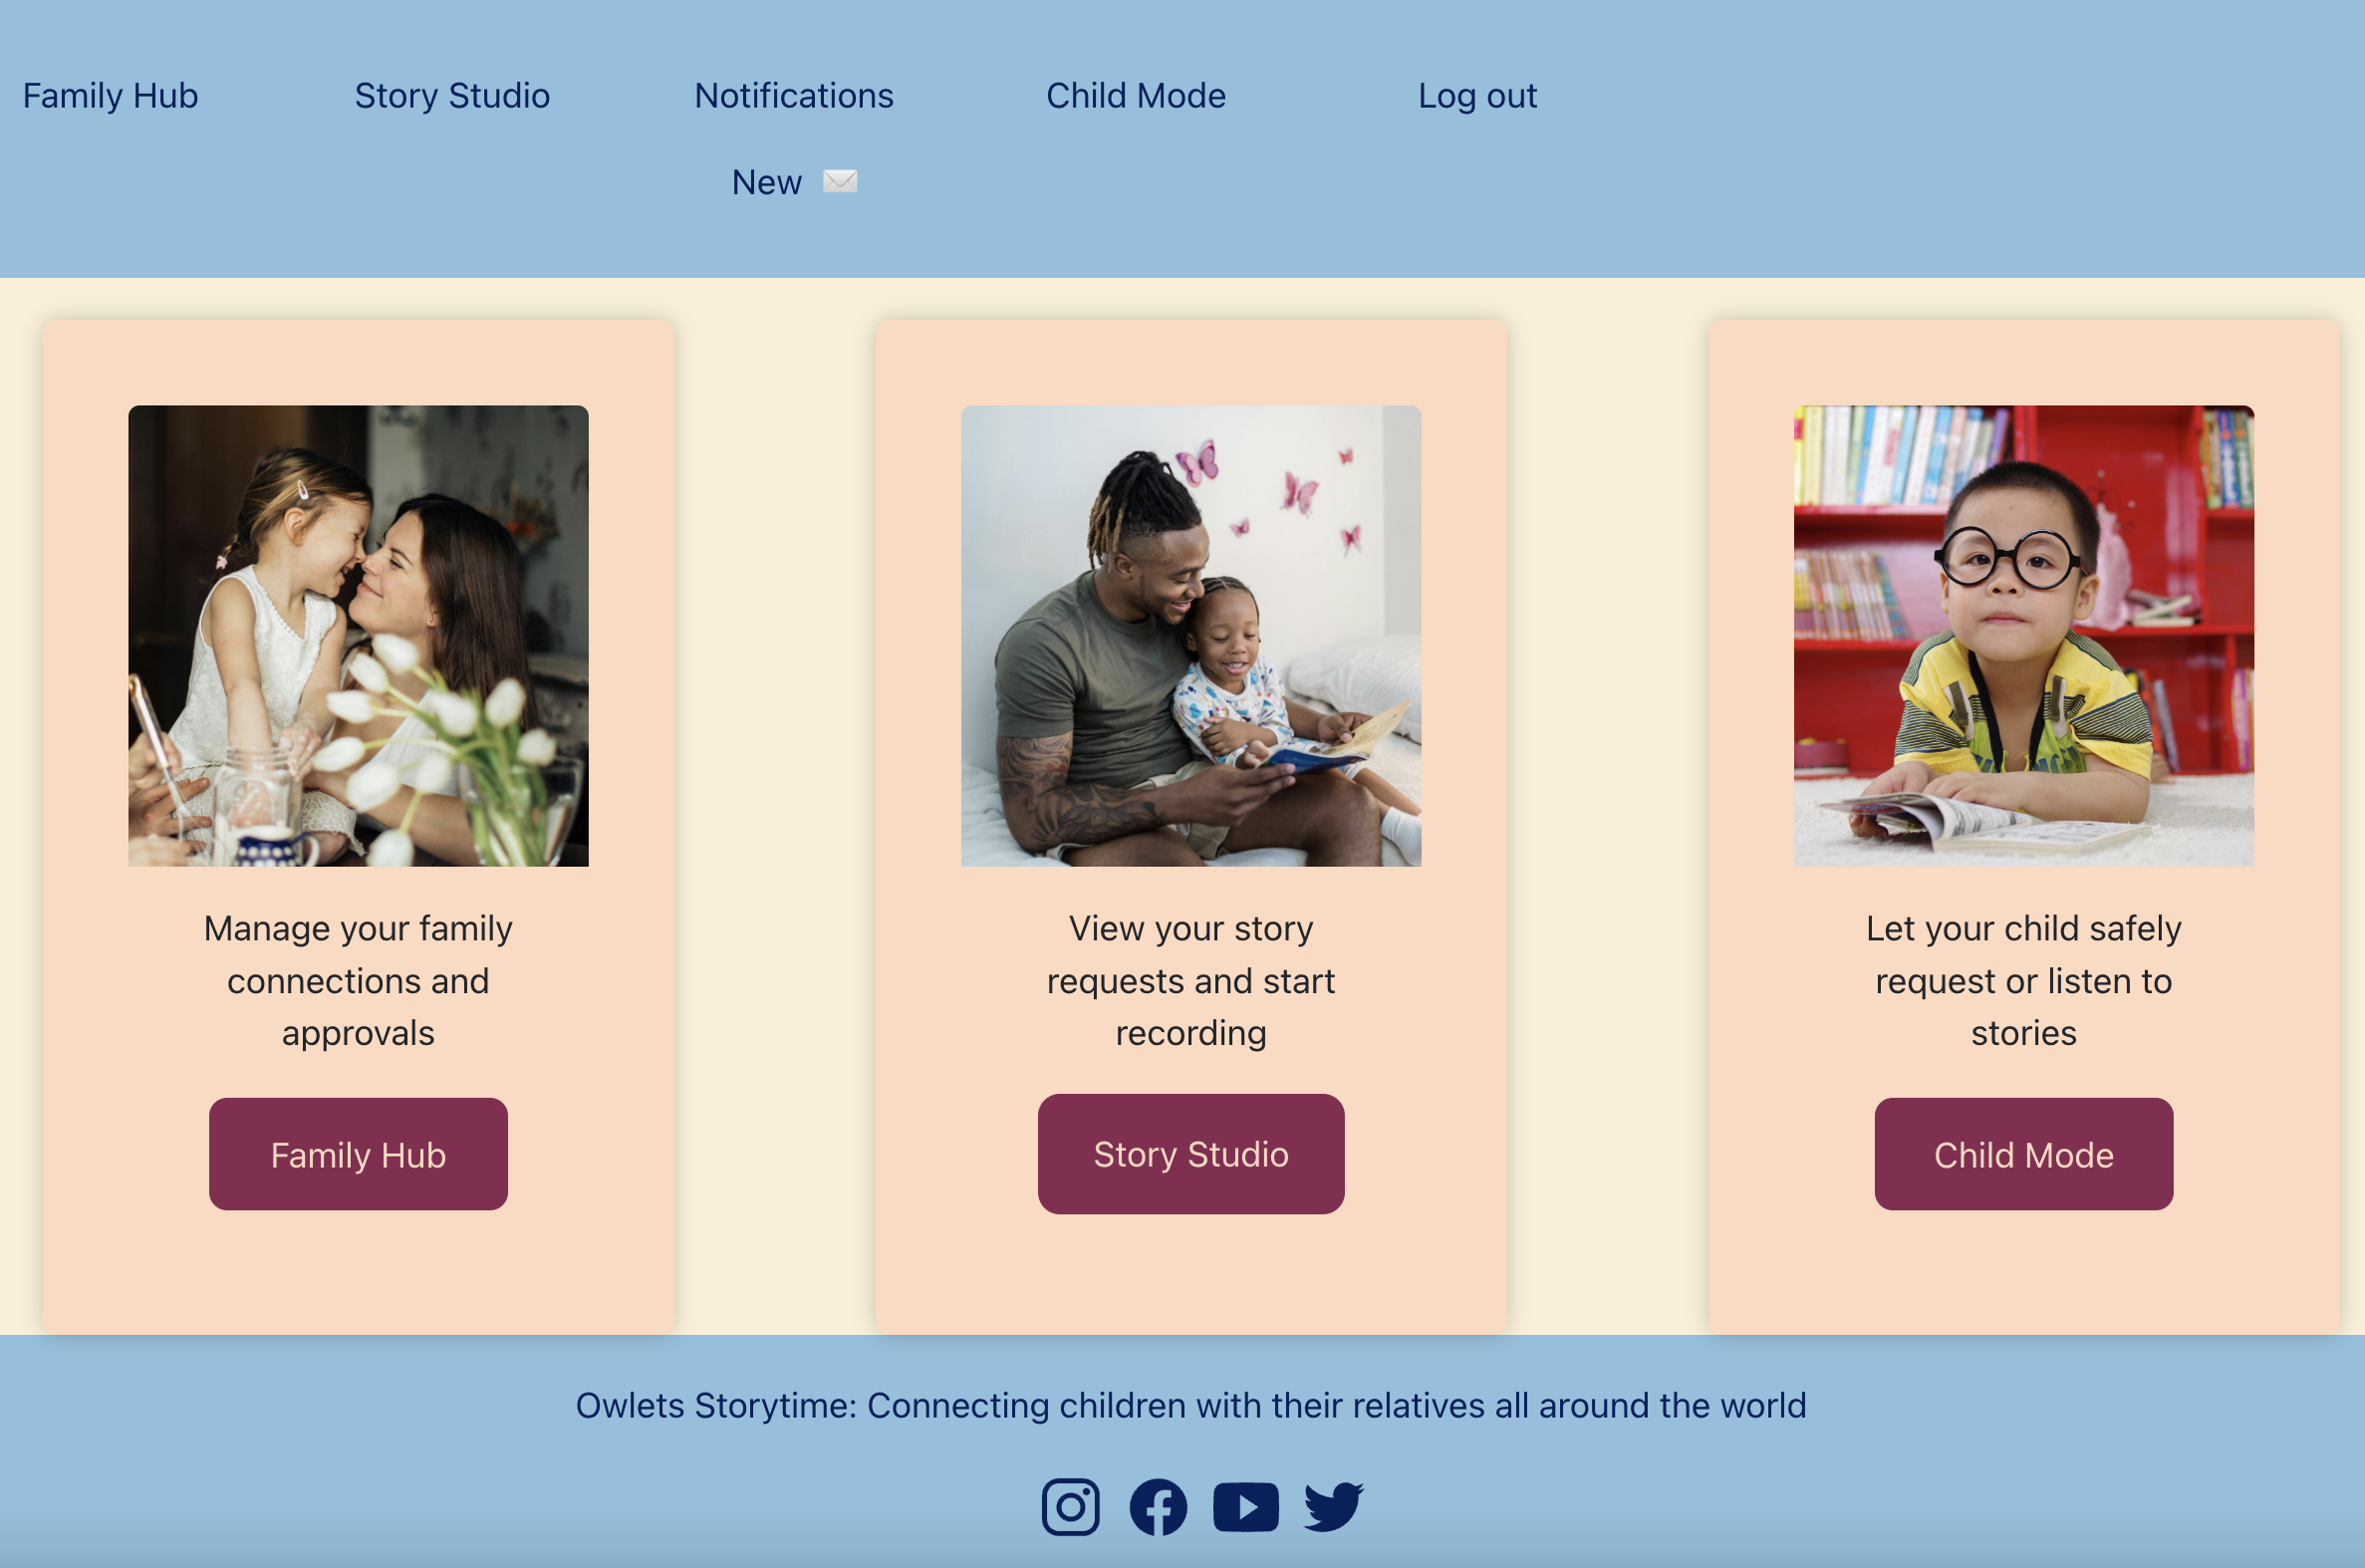 Family Hub
Story Studio
Notifications
Child Mode
Log out
New
Manage your family
connections and
approvals
Family Hub
View your story
requests and start
recording
Story Studio
Let your child safely
request or listen to
stories
Child Mode
Owlets Storytime: Connecting children with their relatives all around the world